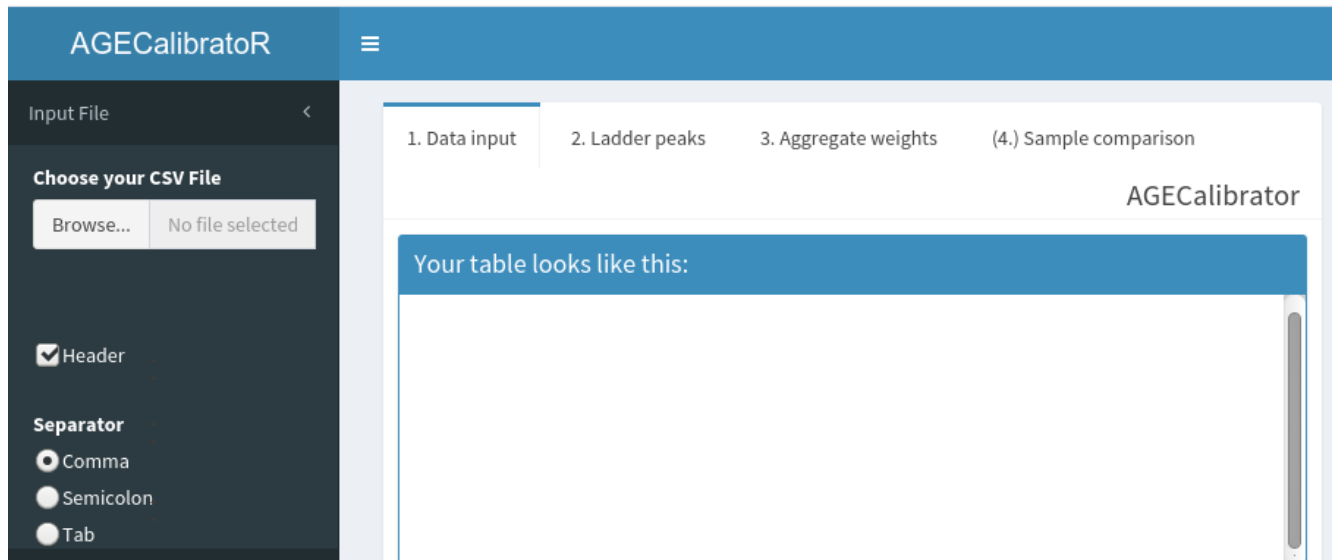 AGECalibratoR
Input File
Choose your CSV File
Browse... No file selected
Header
Separator
Comma
Semicolon
Tab
1. Data input 2. Ladder peaks 3. Aggregate weights (4.) Sample comparison
AGECalibrator
Your table looks like this: